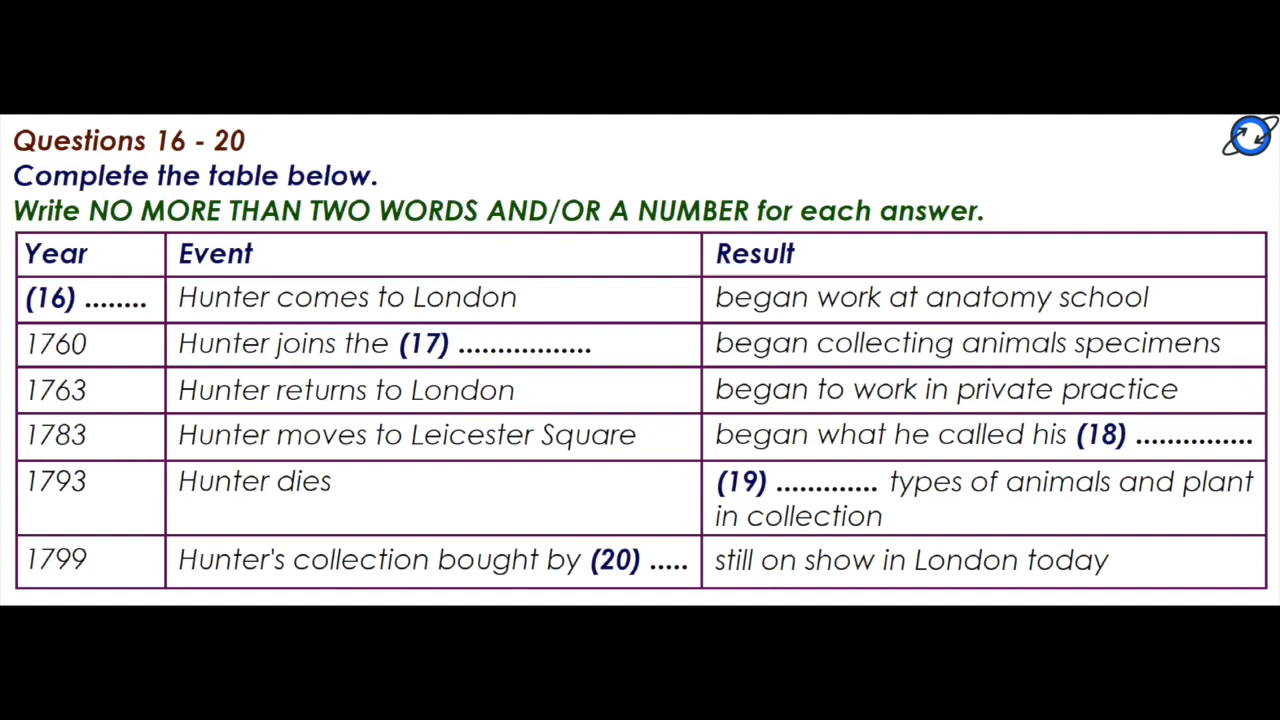 Questions 16 - 20
Complete the table below.
Write NO MORE THAN TWO WORDS AND/OR A NUMBER for each answer.
Year Event Result
(16) ........ Hunter comes to London began work at anatomy school
1760 Hunter joins the (17) ................. began collecting animals specimens
1763 Hunter returns to London began to work in private practice
1783 Hunter moves to Leicester Square began what he called his (18) ...............
1793 Hunter dies (19) ............. types of animals and plant
in collection
1799 Hunter's collection bought by (20) ..... still on show in London today